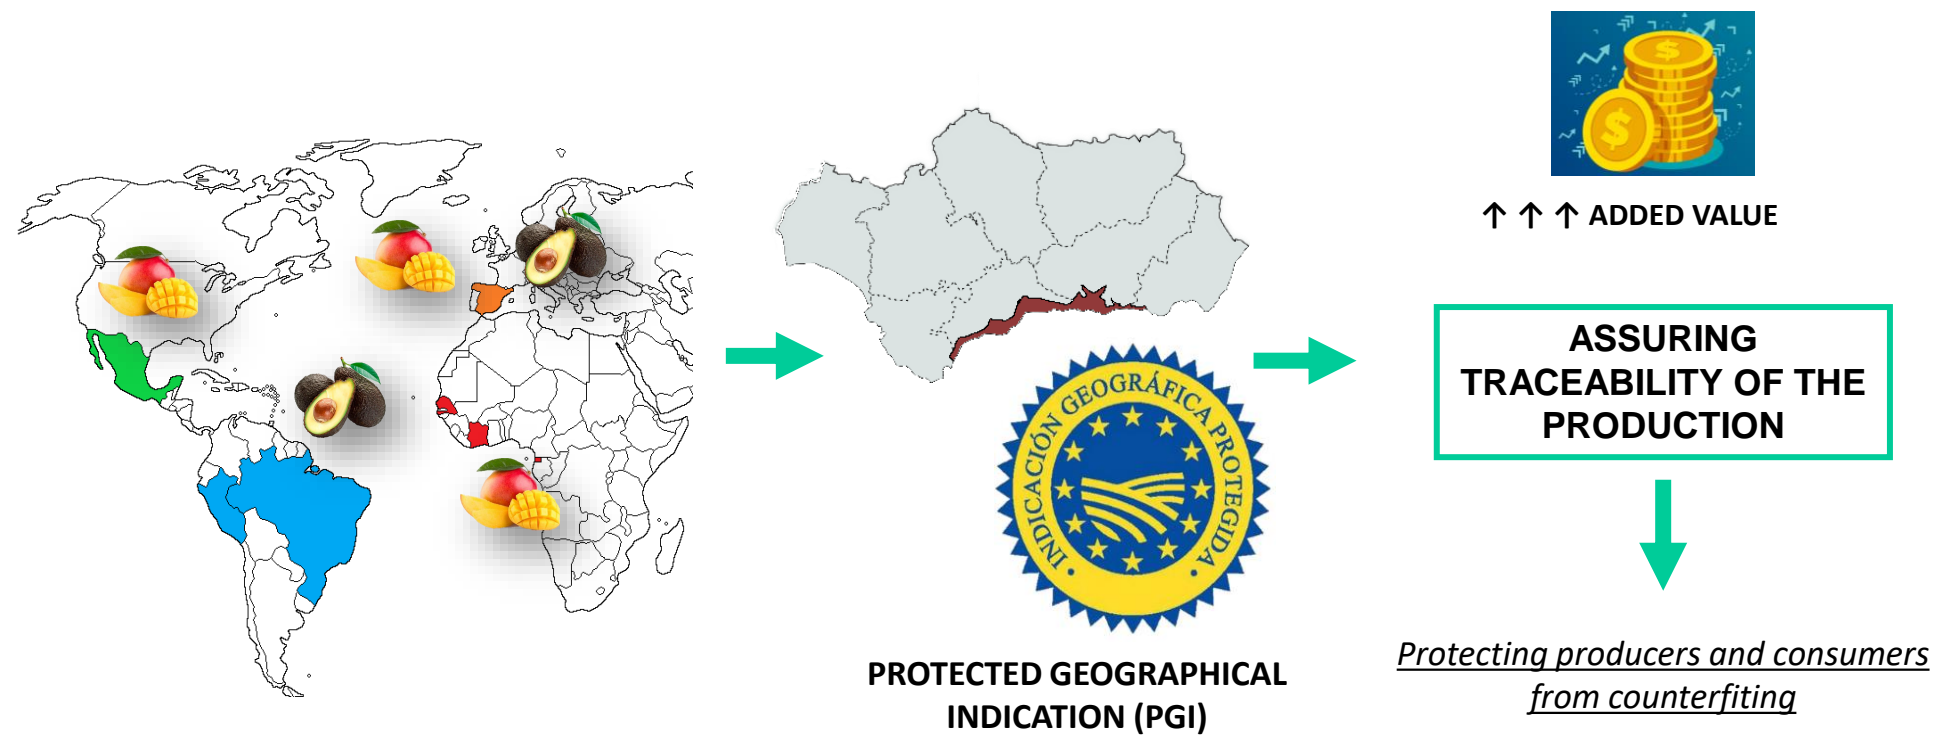 INDICACIÓN GEOGRÁFICA PROTEGIDA
PROTECTED GEOGRAPHICAL
INDICATION (PGI)
$
$
↑ ↑ ↑ ADDED VALUE
ASSURING
TRACEABILITY OF THE
PRODUCTION
Protecting producers and consumers
from counterfiting